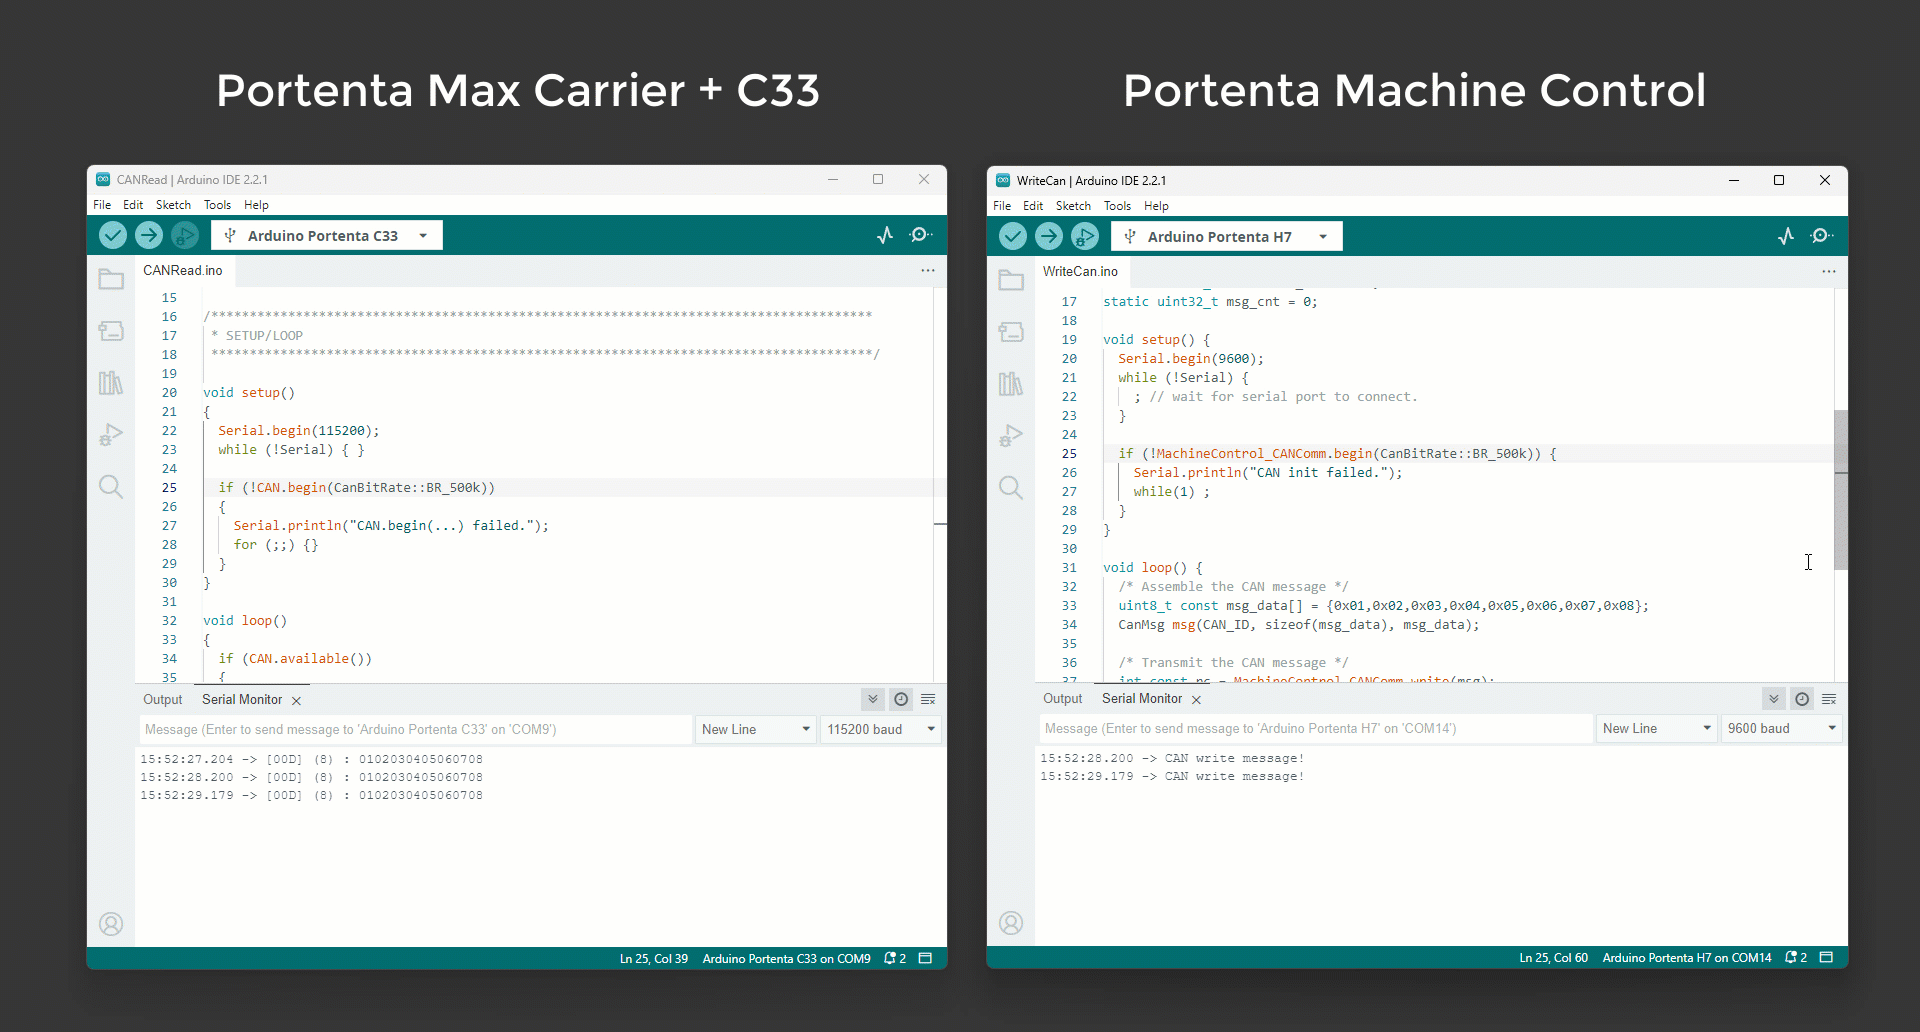 Portenta Max Carrier + C33
CANRead | Arduino IDE 2.2.1
File Edit Sketch Tools Help
Arduino Portenta C33
CANRead.ino
15
16 /**************************************************************************************
17 * SETUP/LOOP
18 **************************************************************************************/
19
20 void setup()
21 {
22 Serial.begin(115200);
23 while (!Serial) { }
24
25 if (!CAN.begin(CanBitRate::BR_500k))
26 {
27 Serial.println("CAN.begin(...) failed.");
28 for (;;) {}
29 }
30 }
31
32 void loop()
33 {
34 if (CAN.available())
35 {
Output Serial Monitor
Message (Enter to send message to 'Arduino Portenta C33' on 'COM9')
New Line
115200 baud
15:52:27.204 -> [00D] (8) : 0102030405060708
15:52:28.200 -> [00D] (8) : 0102030405060708
15:52:29.179 -> [00D] (8) : 0102030405060708
Ln 25, Col 39 Arduino Portenta C33 on COM9 2
Portenta Machine Control
WriteCan | Arduino IDE 2.2.1
File Edit Sketch Tools Help
Arduino Portenta H7
WriteCan.ino
17 static uint32_t msg_cnt = 0;
18
19 void setup() {
20 Serial.begin(9600);
21 while (!Serial) {
22 ; // wait for serial port to connect.
23 }
24
25 if (!MachineControl_CANComm.begin(CanBitRate::BR_500k)) {
26 Serial.println("CAN init failed.");
27 while(1) ;
28 }
29 }
30
31 void loop() {
32 /* Assemble the CAN message */
33 uint8_t const msg_data[] = {0x01,0x02,0x03,0x04,0x05,0x06,0x07,0x08};
34 CanMsg msg(CAN_ID, sizeof(msg_data), msg_data);
35
36 /* Transmit the CAN message */
37 int const rc = MachineControl_CANComm.write(msg);
Output Serial Monitor
Message (Enter to send message to 'Arduino Portenta H7' on 'COM14')
New Line
9600 baud
15:52:28.200 -> CAN write message!
15:52:29.179 -> CAN write message!
Ln 25, Col 60 Arduino Portenta H7 on COM14 2